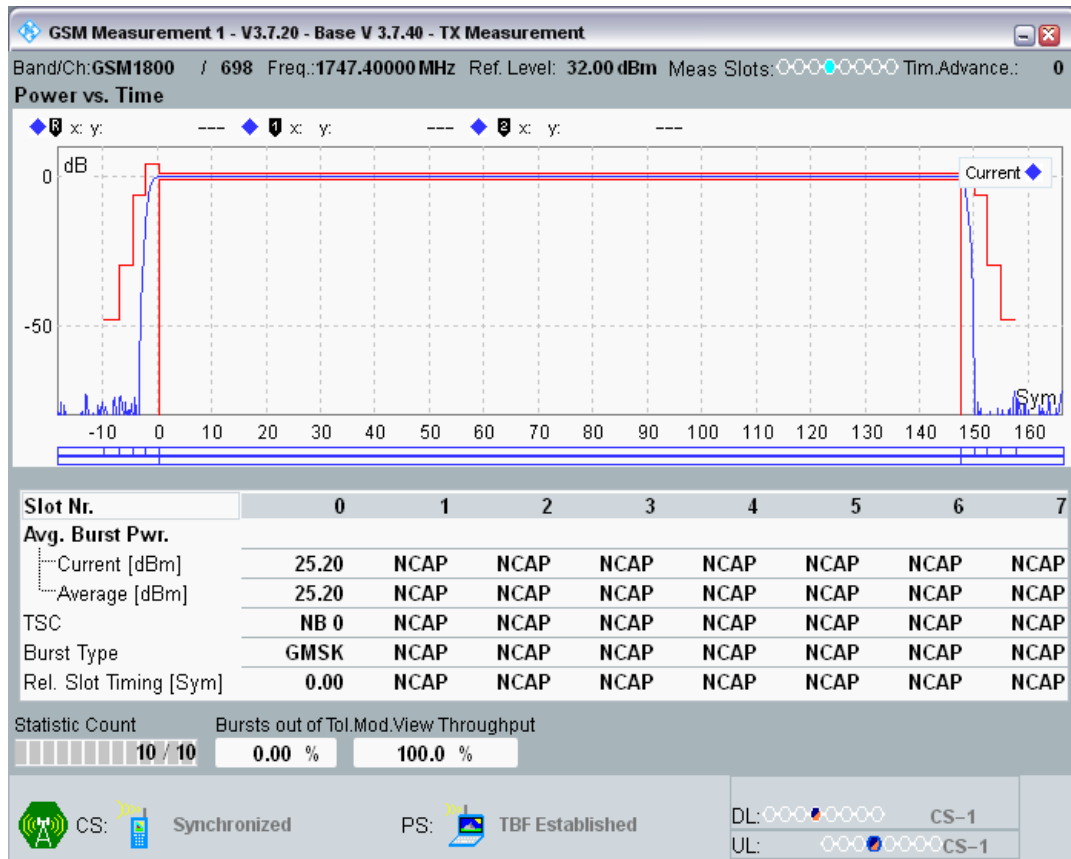 GSM Measurement 1 - V3.7.20 - Base V 3.7.40 - TX Measurement
Band/Ch:GSM1800 / 698 Freq.:1747.40000 MHz Ref. Level: 32.00 dBm Meas Slots: Tim.Advance.: 0
Power vs. Time
R x: y: --- 1 x: y: --- 2 x: y: ---
dB
Current
0
-50
Sym
-10 0 10 20 30 40 50 60 70 80 90 100 110 120 130 140 150 160
Slot Nr. 0 1 2 3 4 5 6 7
Avg. Burst Pwr.
Current [dBm] 25.20 NCAP NCAP NCAP NCAP NCAP NCAP NCAP
Average [dBm] 25.20 NCAP NCAP NCAP NCAP NCAP NCAP NCAP
TSC NB 0 NCAP NCAP NCAP NCAP NCAP NCAP NCAP
Burst Type GMSK NCAP NCAP NCAP NCAP NCAP NCAP NCAP
Rel. Slot Timing [Sym] 0.00 NCAP NCAP NCAP NCAP NCAP NCAP NCAP
Statistic Count Bursts out of Tol.Mod.View Throughput
10 / 10 0.00 % 100.0 %
CS: Synchronized PS: TBF Established
DL: CS-1
UL: CS-1